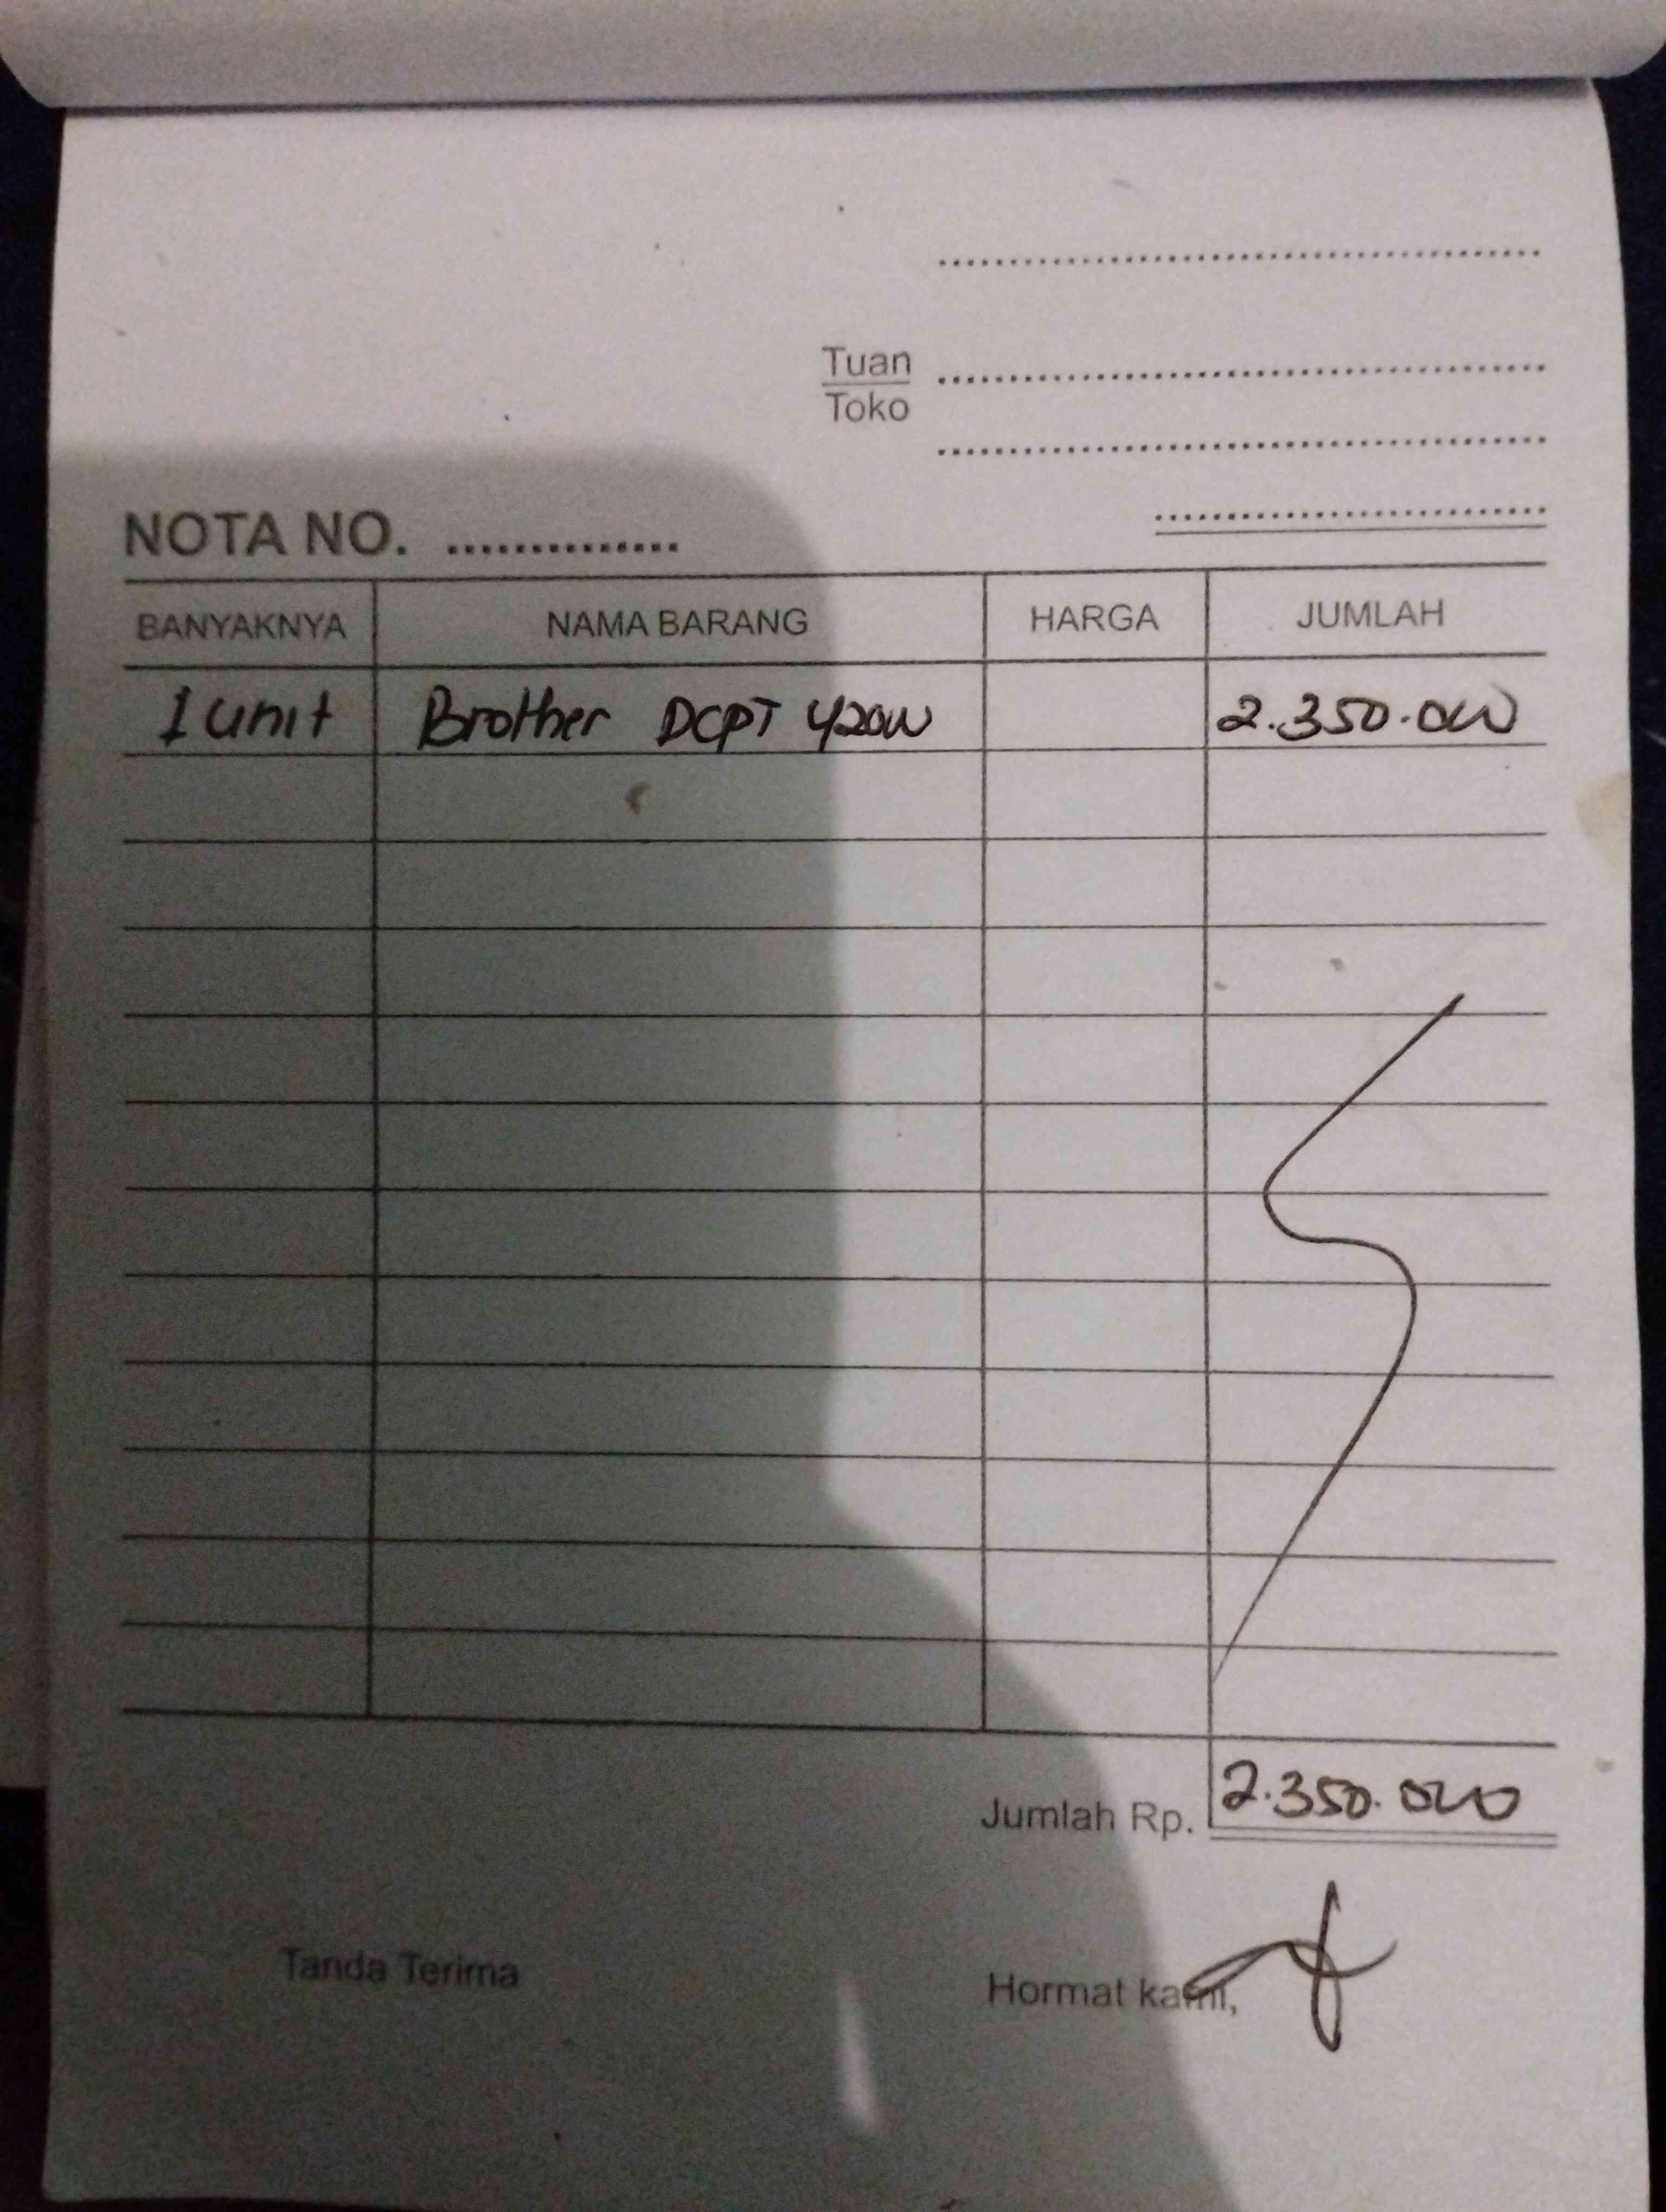 Tuan
Toko
NOTA NO. ..............
BANYAKNYA NAMA BARANG HARGA JUMLAH
1 unit Brother DCPT 420W 2.350.000
Jumlah Rp. 2.350.000
Tanda Terima Hormat kami,